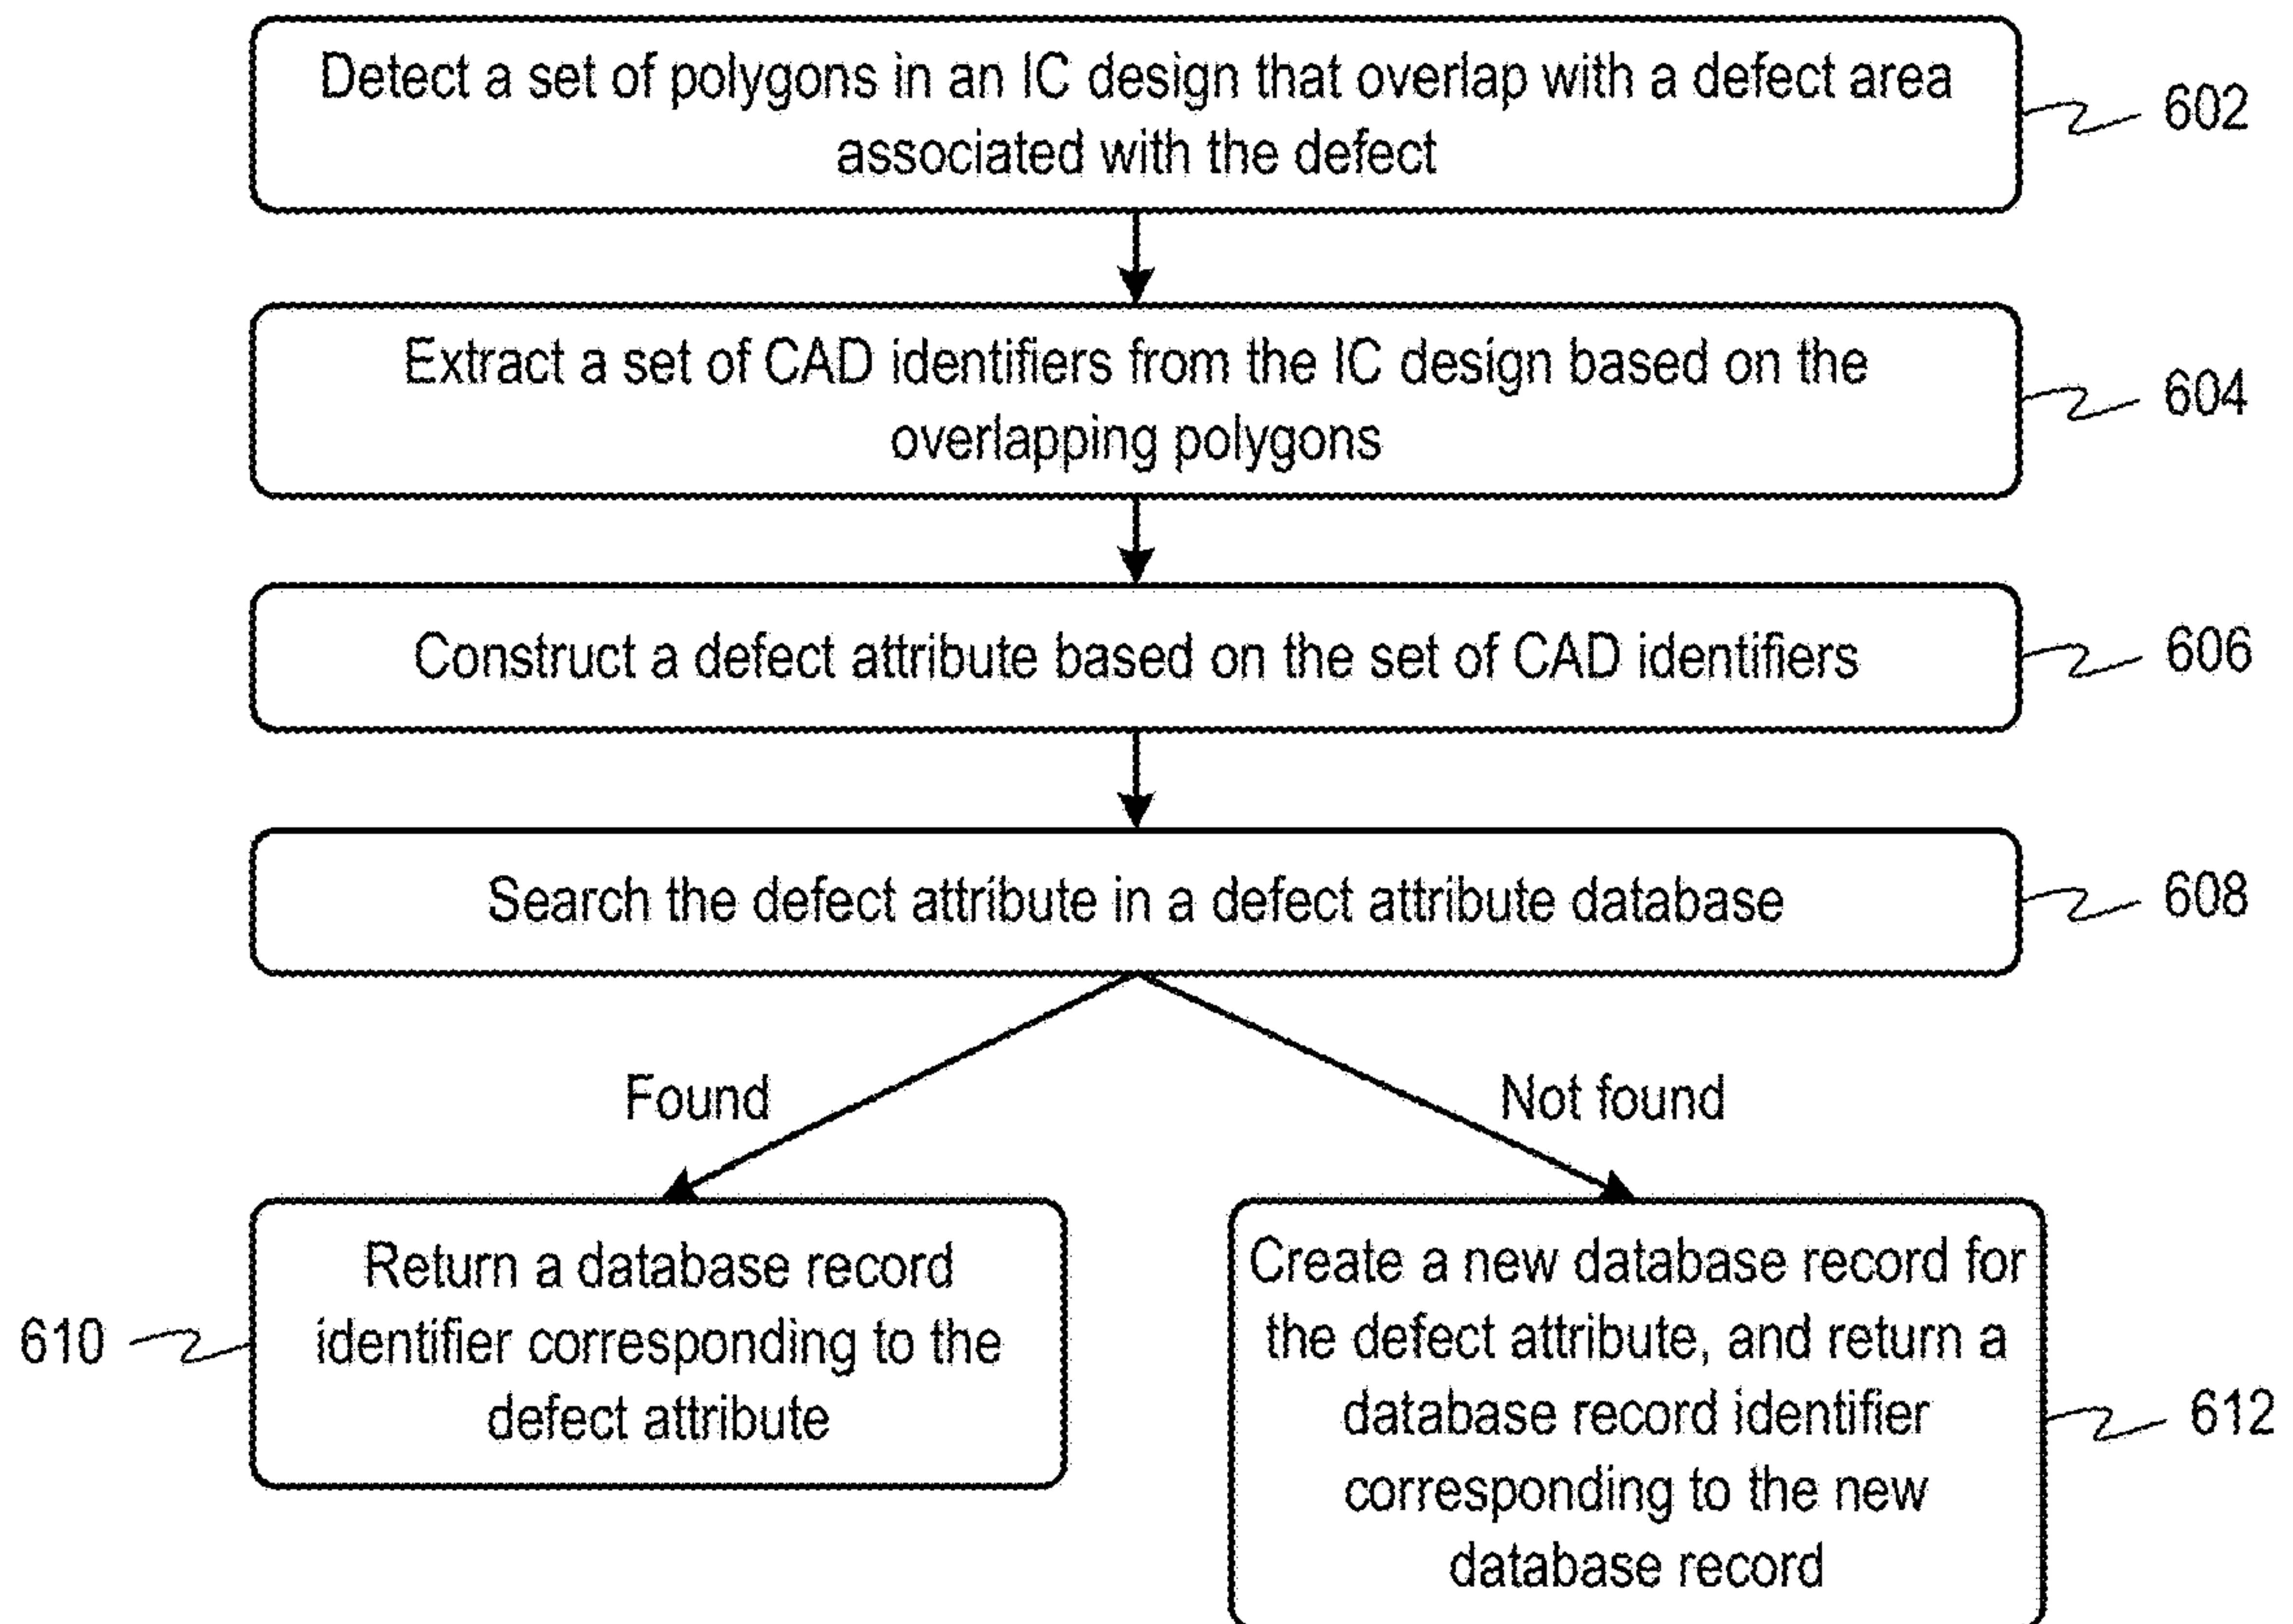 Detect a set of polygons in an IC design that overlap with a defect area
associated with the defect
602
Extract a set of CAD identifiers from the IC design based on the
overlapping polygons
604
Construct a defect attribute based on the set of CAD identifiers
606
Search the defect attribute in a defect attribute database
608
Found
Not found
610
Return a database record
identifier corresponding to the
defect attribute
Create a new database record for
the defect attribute, and return a
database record identifier
corresponding to the new
database record
612